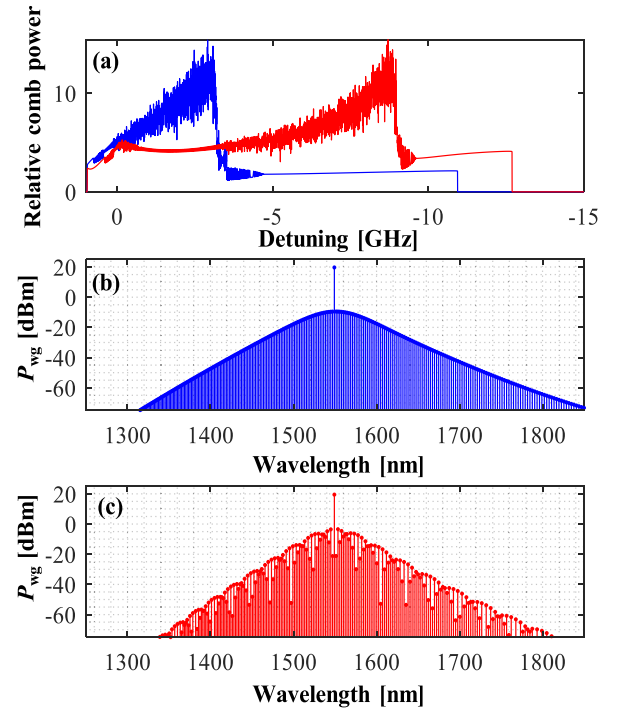 (a)
Relative comb power
10
0
0 -5 -10 -15
Detuning [GHz]
(b)
P_wg [dBm]
20
0
-20
-40
-60
1300 1400 1500 1600 1700 1800
Wavelength [nm]
(c)
P_wg [dBm]
20
0
-20
-40
-60
1300 1400 1500 1600 1700 1800
Wavelength [nm]